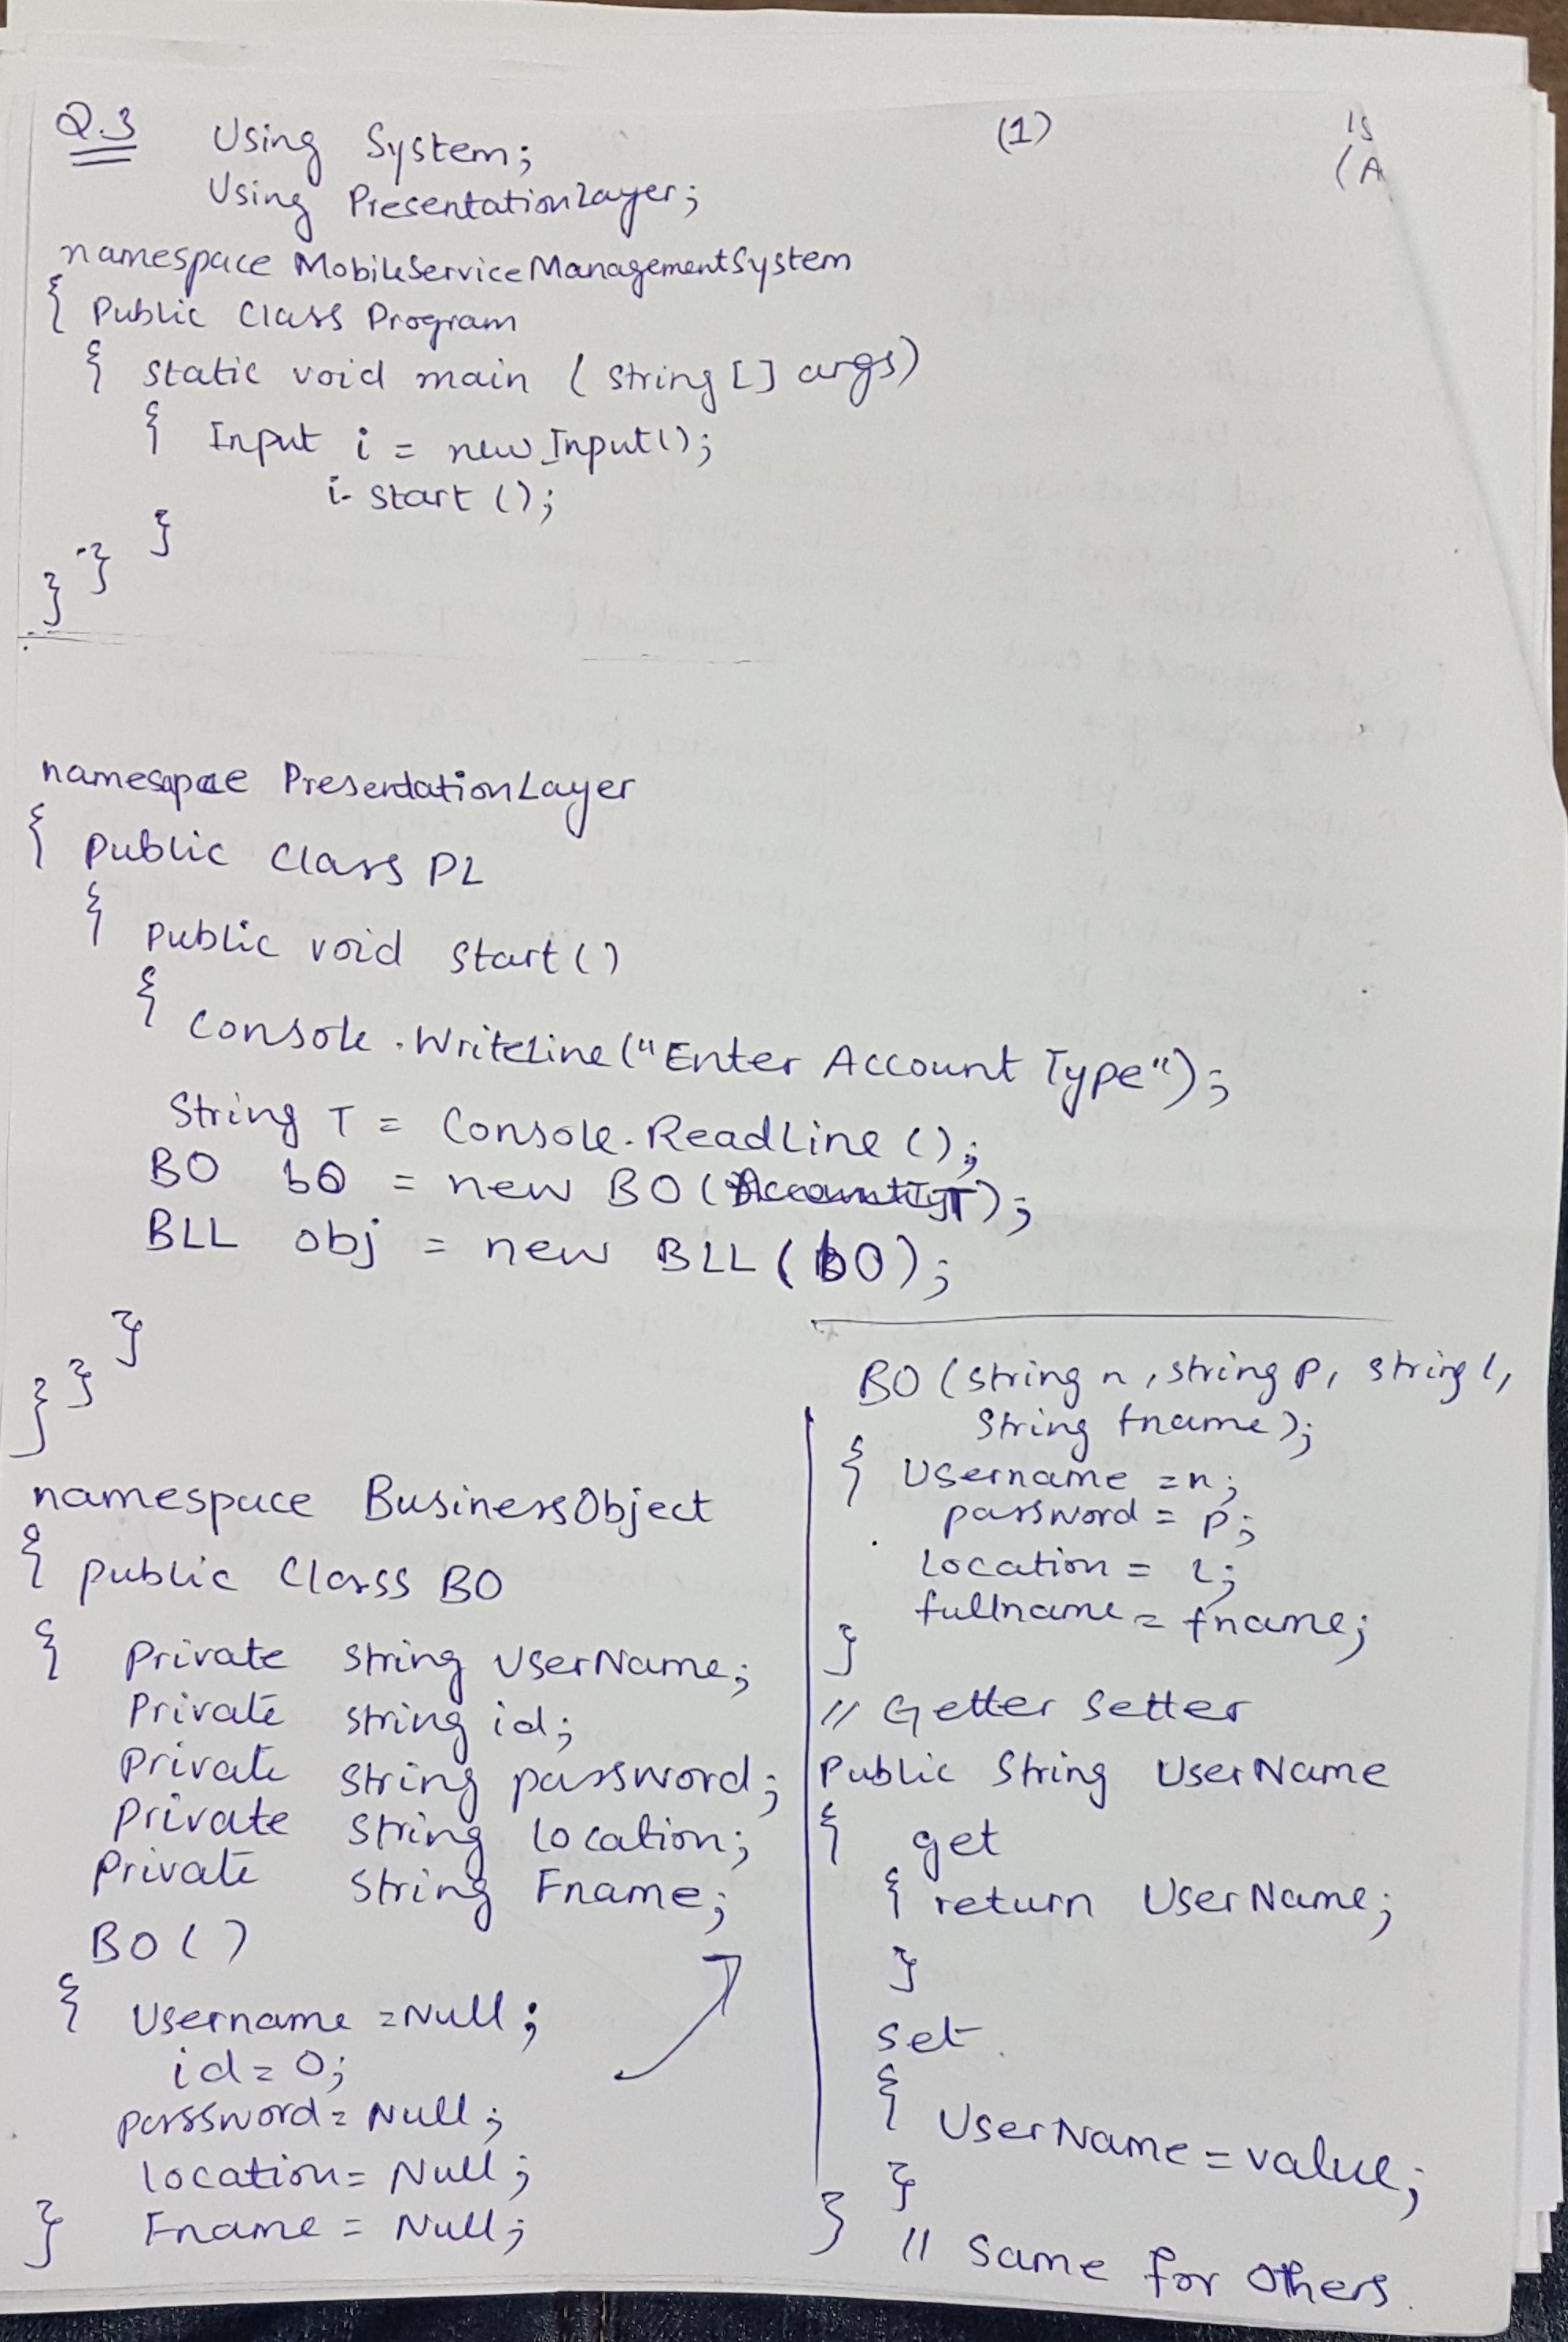 Q.3 Using System; (1)
Using PresentationLayer;
namespace MobileServiceManagementSystem
{ Public Class Program
{ static void main (string [] args)
{ Input i = new Input();
i. Start ();
}
}
}
namesapace PresentationLayer
{ Public Class PL
{
Public void Start()
{
Console.WriteLine("Enter Account Type");
String T = Console.ReadLine();
BO bO = new BO(T);
BLL obj = new BLL(bO);
}
}
}
namespace BusinessObject
{ public Class BO
{ Private String UserName;
Private String id;
Private String password;
Private String location;
Private String Fname;
BO()
{ Username = Null;
id = 0;
password = Null;
location = Null;
} Fname = Null;
BO (string n, string p, string l,
String fname);
{ Username = n;
password = p;
location = l;
fullname = fname;
}
// Getter Setter
Public String UserName
{ get
{ return UserName;
}
set
{ UserName = value;
}
} // Same for Others.